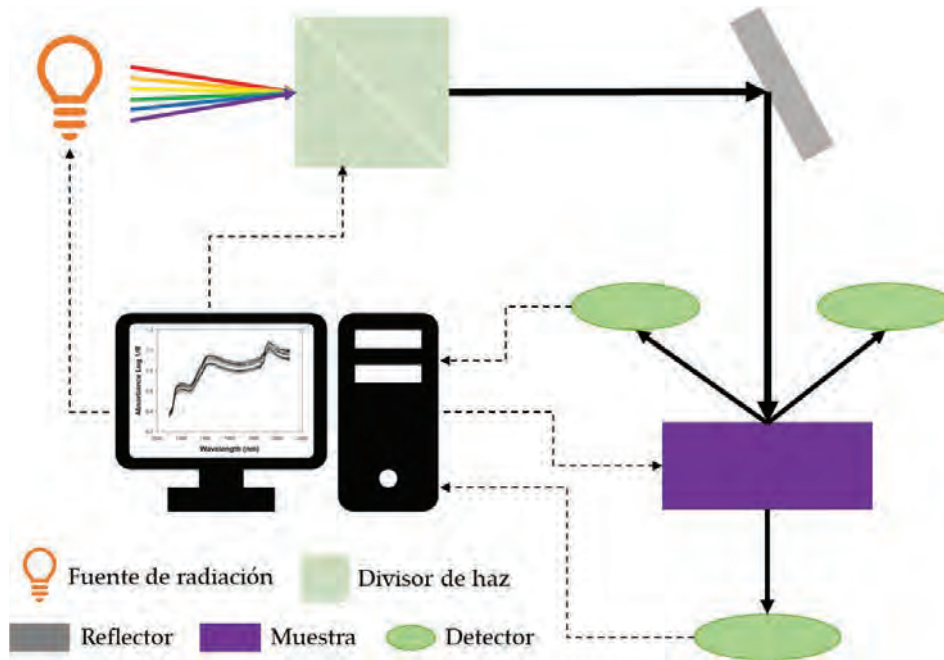 Absorbance Log 1/R
Wavelength (nm)
Fuente de radiación
Divisor de haz
Reflector
Muestra
Detector